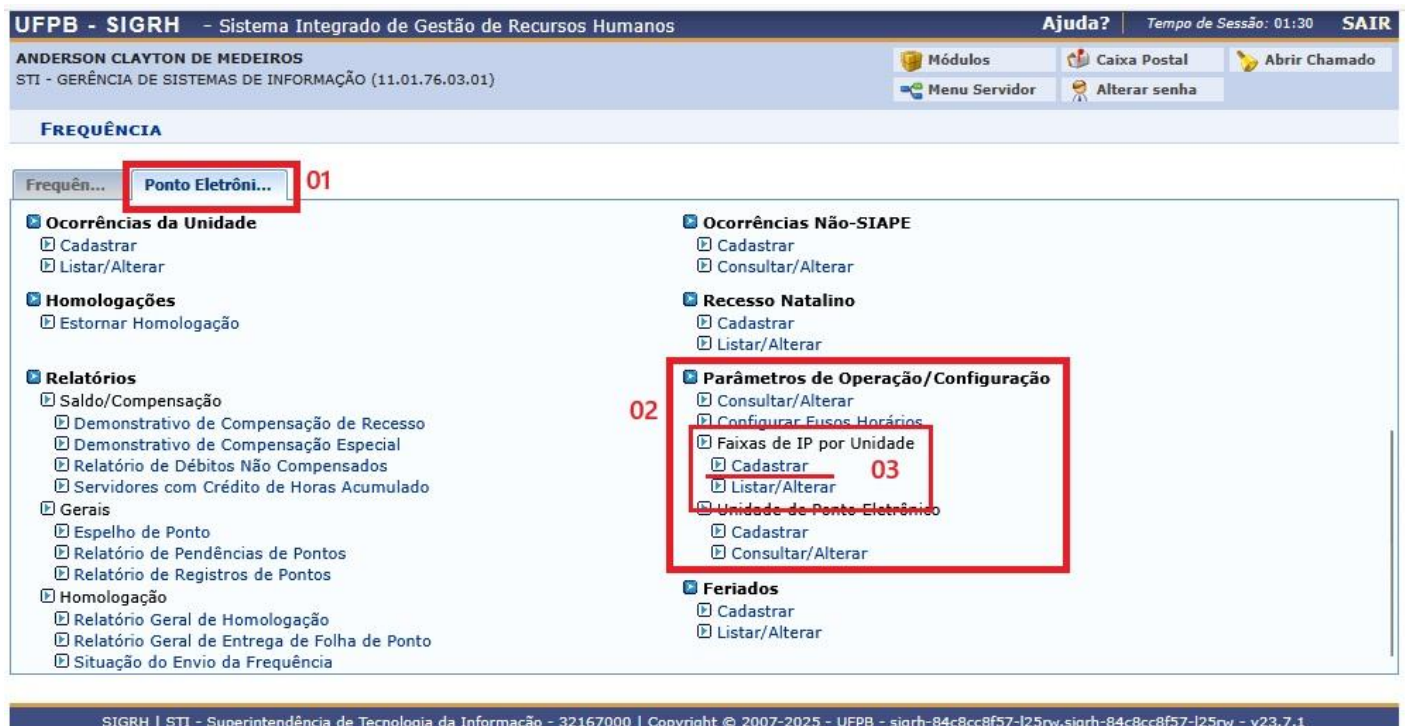 UFPB - SIGRH - Sistema Integrado de Gestão de Recursos Humanos Ajuda? Tempo de Sessão: 01:30 SAIR
ANDERSON CLAYTON DE MEDEIROS
STI - GERÊNCIA DE SISTEMAS DE INFORMAÇÃO (11.01.76.03.01)
Módulos Caixa Postal Abrir Chamado
Menu Servidor Alterar senha
FREQUÊNCIA
Frequên... Ponto Eletrôni... 01
Ocorrências da Unidade
Cadastrar
Listar/Alterar
Homologações
Estornar Homologação
Relatórios
Saldo/Compensação
Demonstrativo de Compensação de Recesso
Demonstrativo de Compensação Especial
Relatório de Débitos Não Compensados
Servidores com Crédito de Horas Acumulado
Gerais
Espelho de Ponto
Relatório de Pendências de Pontos
Relatório de Registros de Pontos
Homologação
Relatório Geral de Homologação
Relatório Geral de Entrega de Folha de Ponto
Situação do Envio da Frequência
Ocorrências Não-SIAPE
Cadastrar
Consultar/Alterar
Recesso Natalino
Cadastrar
Listar/Alterar
02
Parâmetros de Operação/Configuração
Consultar/Alterar
Configurar Fusos Horários
Faixas de IP por Unidade
Cadastrar 03
Listar/Alterar
Unidade de Ponto Eletrônico
Cadastrar
Consultar/Alterar
Feriados
Cadastrar
Listar/Alterar
SIGRH | STI - Superintendência de Tecnologia da Informação - 32167000 | Copyright © 2007-2025 - UFPB - sigrh-84c8cc8f57-l25rw.sigrh-84c8cc8f57-l25rw - v23.7.1